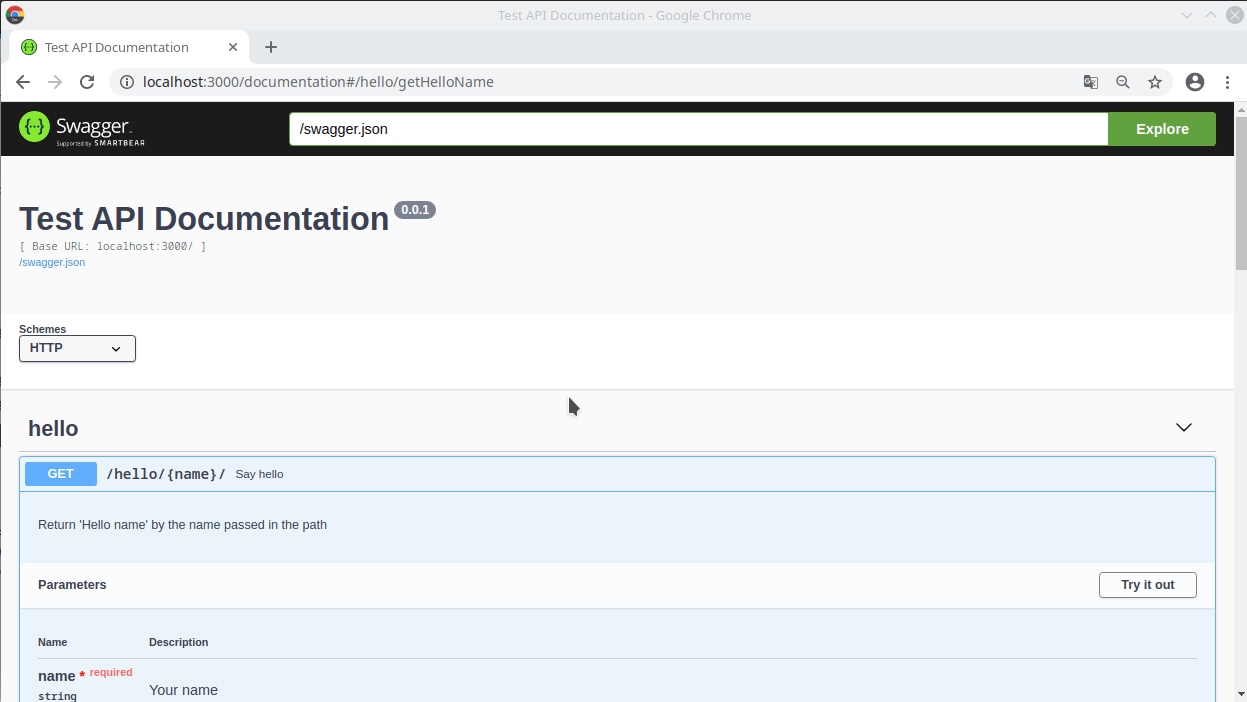 Test API Documentation - Google Chrome
Test API Documentation
localhost:3000/documentation#/hello/getHelloName
Swagger
Supported by SMARTBEAR
/swagger.json
Explore
Test API Documentation 0.0.1
[ Base URL: localhost:3000/ ]
/swagger.json
Schemes
HTTP
hello
GET /hello/{name}/ Say hello
Return 'Hello name' by the name passed in the path
Parameters
Try it out
Name Description
name * required
string
Your name